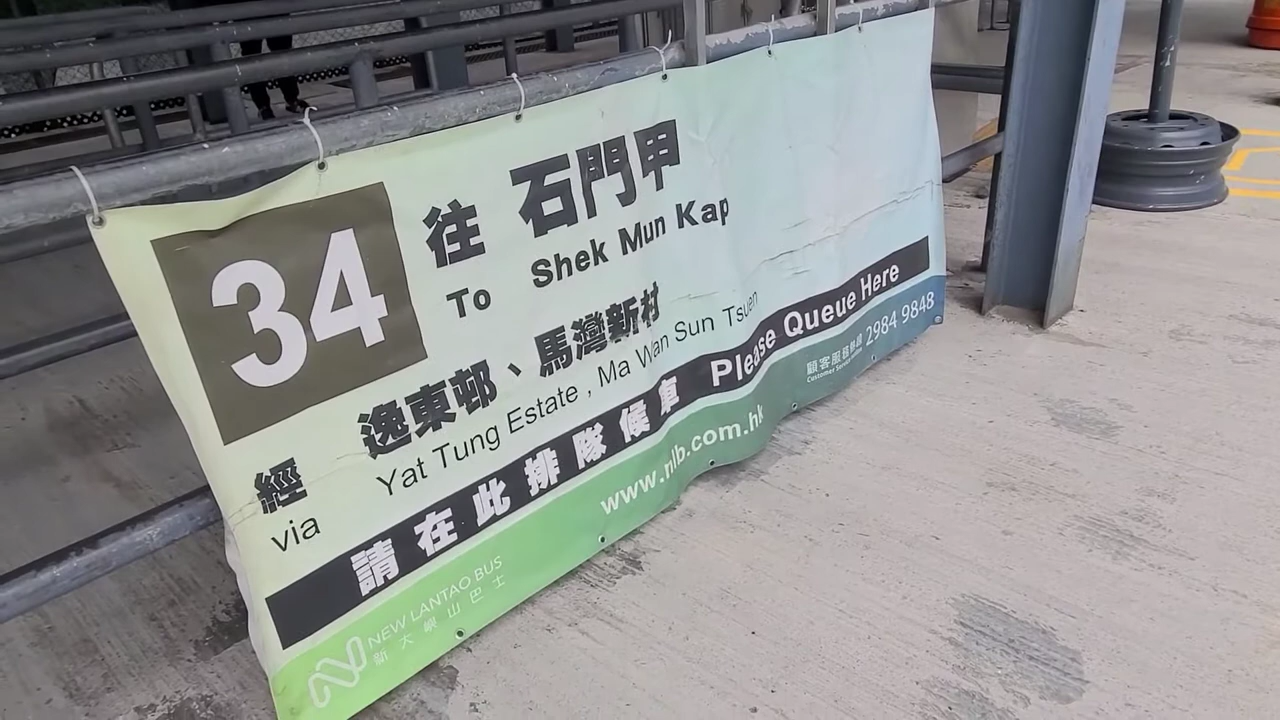 34
往 石門甲
To Shek Mun Kap
經 逸東邨、馬灣新村
via Yat Tung Estate , Ma Wan Sun Tsuen
請在此排隊候車 Please Queue Here
www.nlb.com.hk
顧客服務熱線 2984 9848
Customer Service Hotline
NEW LANTAO BUS
新大嶼山巴士